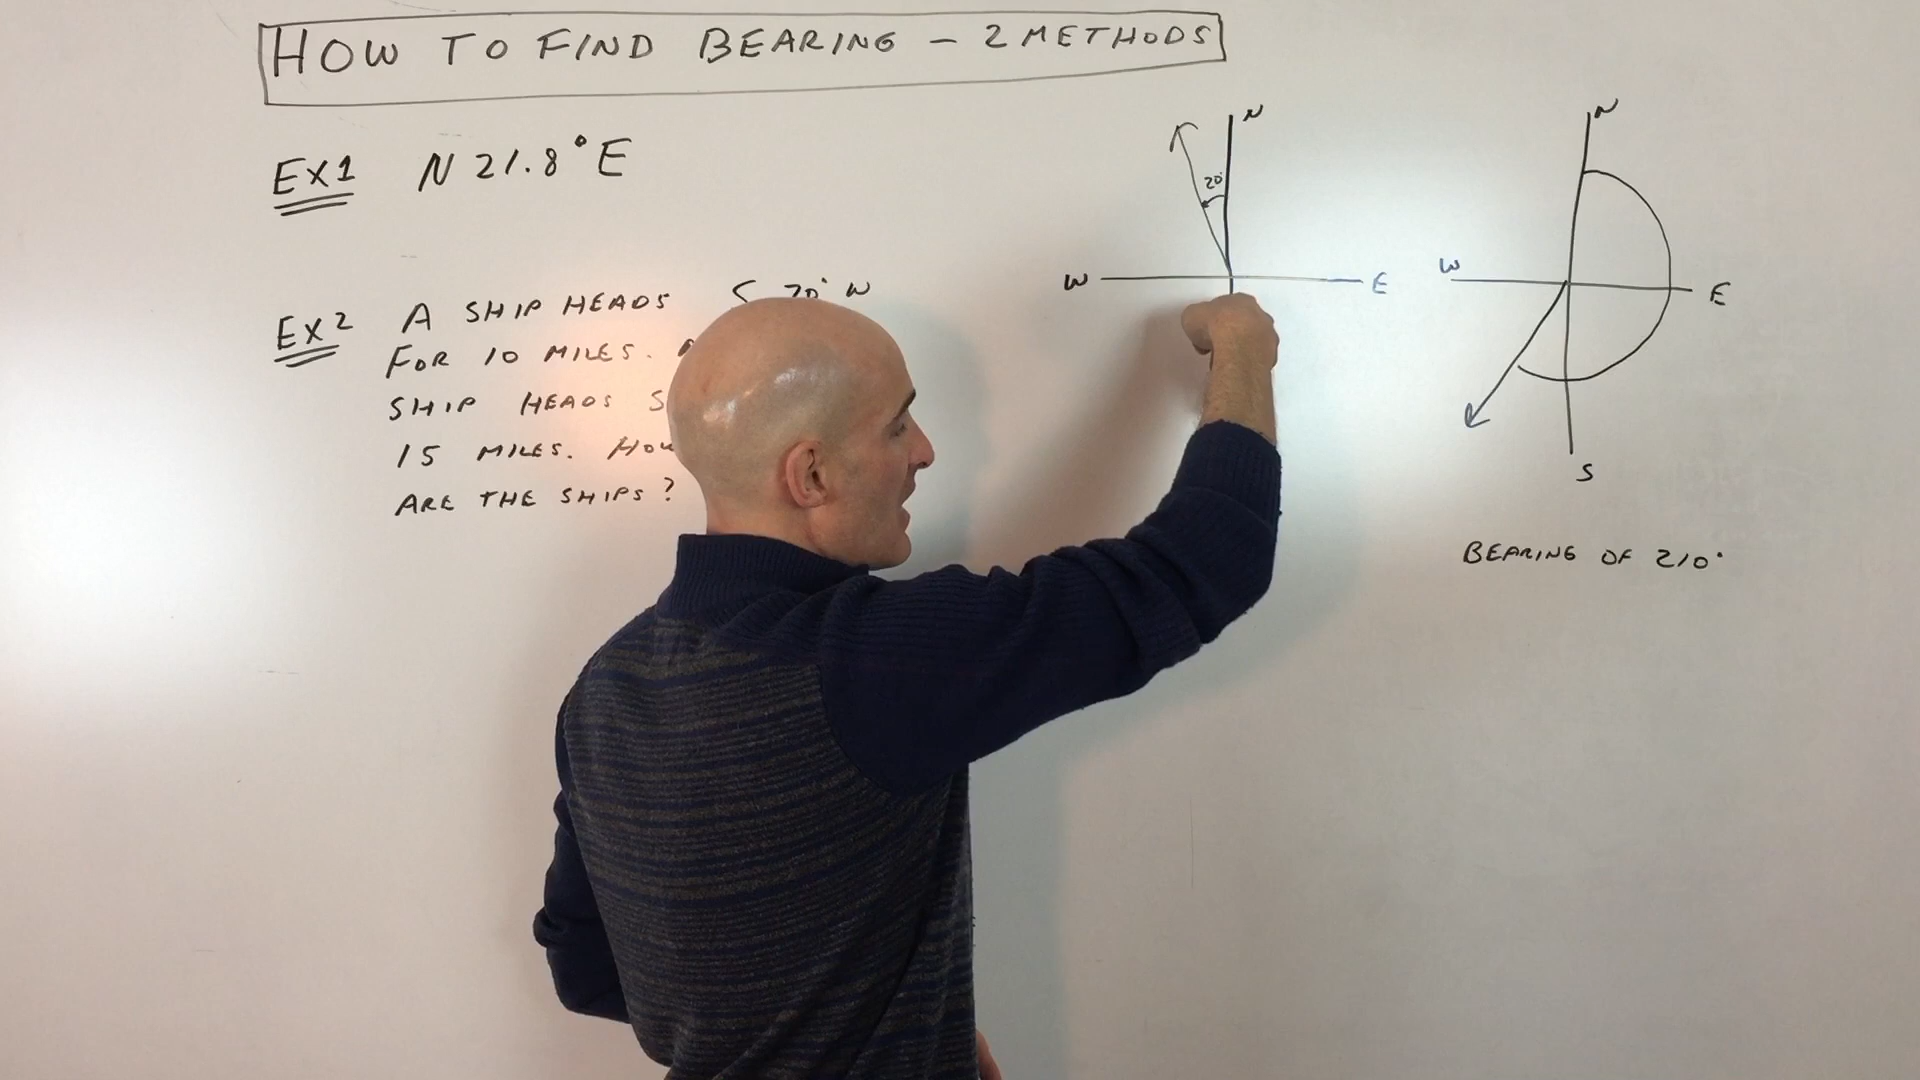 HOW TO FIND BEARING - 2 METHODS
EX1 N 21.8° E
EX2 A SHIP HEADS S 70° W
FOR 10 MILES.
SHIP HEADS S
15 MILES. HOW
ARE THE SHIPS?
N
20°
W E
N
W E
S
BEARING OF 210°